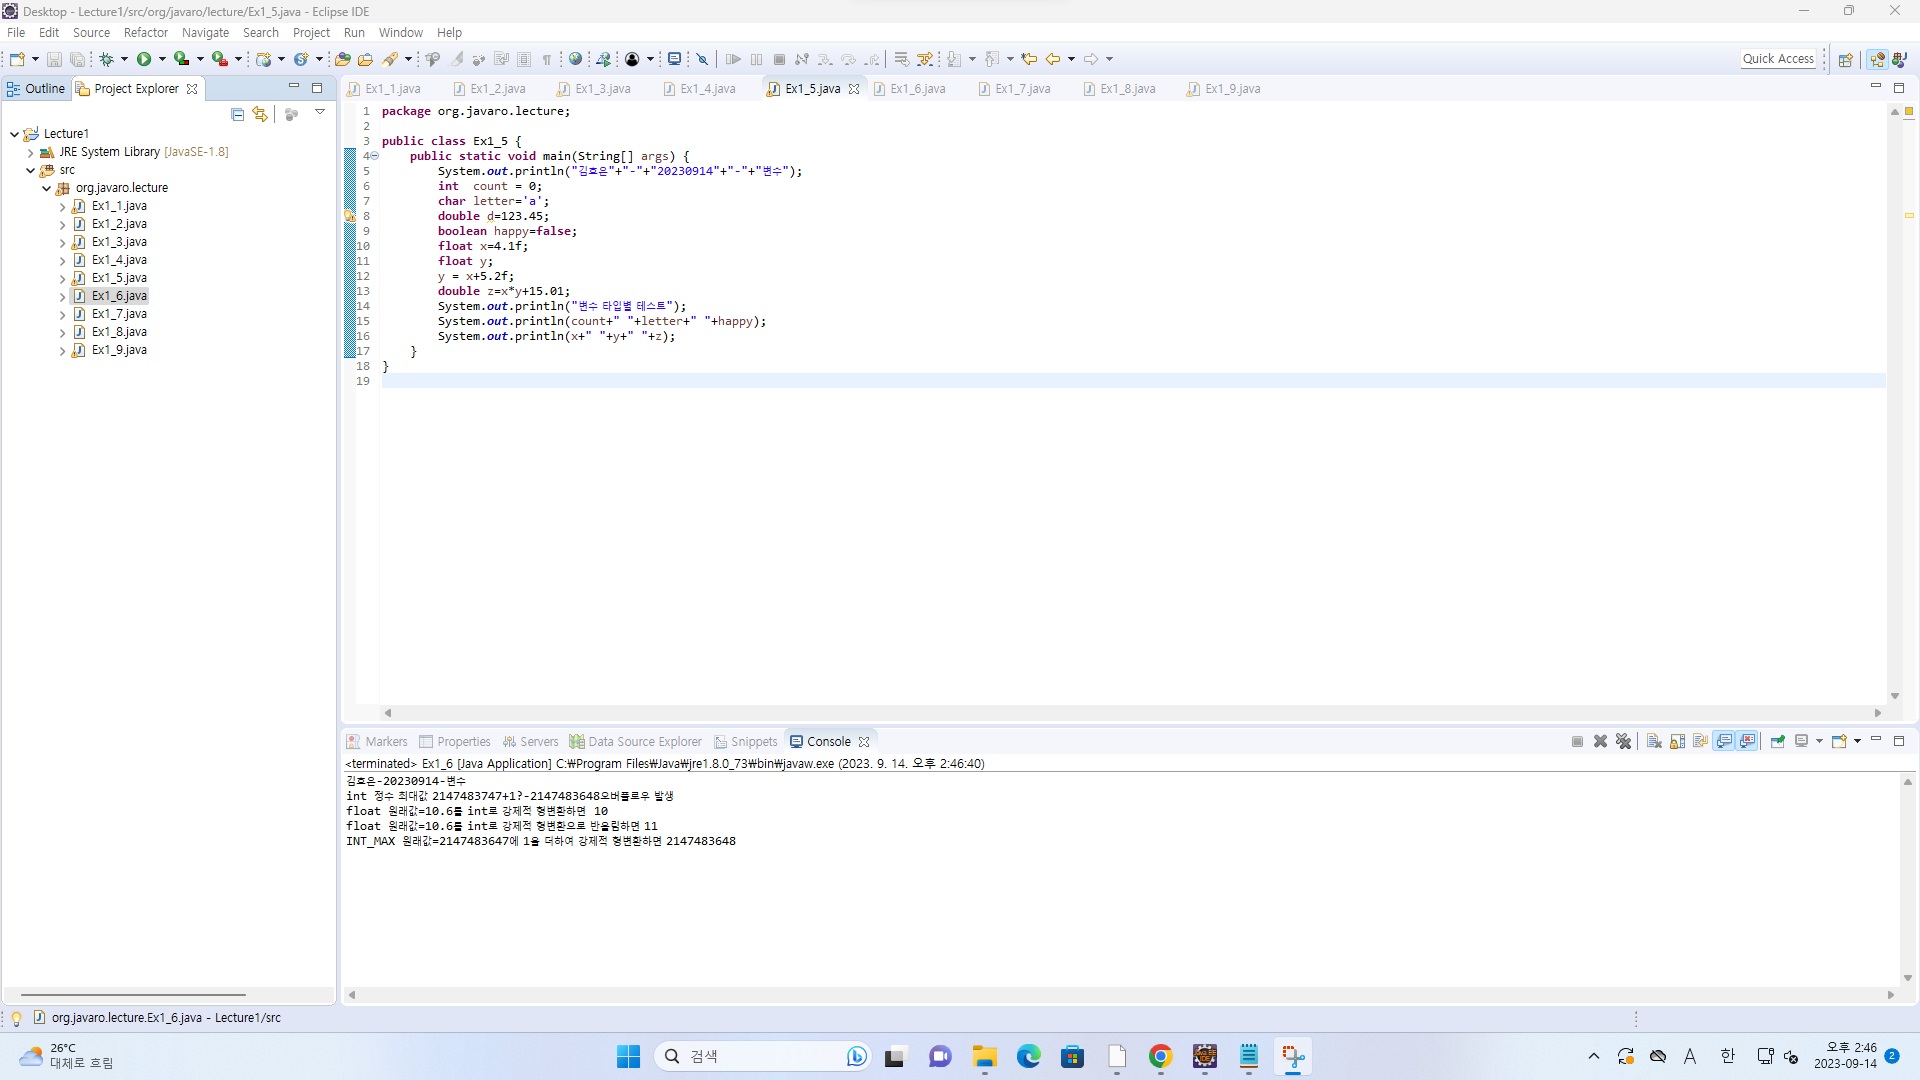 Desktop - Lecture1/src/org/javaro/lecture/Ex1_5.java - Eclipse IDE
File Edit Source Refactor Navigate Search Project Run Window Help
Quick Access
Outline Project Explorer
Ex1_1.java Ex1_2.java Ex1_3.java Ex1_4.java Ex1_5.java Ex1_6.java Ex1_7.java Ex1_8.java Ex1_9.java
Lecture1
JRE System Library [JavaSE-1.8]
src
org.javaro.lecture
Ex1_1.java
Ex1_2.java
Ex1_3.java
Ex1_4.java
Ex1_5.java
Ex1_6.java
Ex1_7.java
Ex1_8.java
Ex1_9.java
1 package org.javaro.lecture;
2
3 public class Ex1_5 {
4 public static void main(String[] args) {
5 System.out.println("김효은"+"-"+"20230914"+"-"+"변수");
6 int  count = 0;
7 char letter='a';
8 double d=123.45;
9 boolean happy=false;
10 float x=4.1f;
11 float y;
12 y = x+5.2f;
13 double z=x*y+15.01;
14 System.out.println("변수 타입별 테스트");
15 System.out.println(count+" "+letter+" "+happy);
16 System.out.println(x+" "+y+" "+z);
17 }
18 }
19
Markers Properties Servers Data Source Explorer Snippets Console
<terminated> Ex1_6 [Java Application] C:₩Program Files₩Java₩jre1.8.0_73₩bin₩javaw.exe (2023. 9. 14. 오후 2:46:40)
김효은-20230914-변수
int 정수 최대값 2147483747+1?-2147483648오버플로우 발생
float 원래값=10.6를 int로 강제적 형변환하면 10
float 원래값=10.6를 int로 강제적 형변환으로 반올림하면 11
INT_MAX 원래값=2147483647에 1을 더하여 강제적 형변환하면 2147483648
org.javaro.lecture.Ex1_6.java - Lecture1/src
26°C
대체로 흐림
검색
A 한
오후 2:46
2023-09-14
2